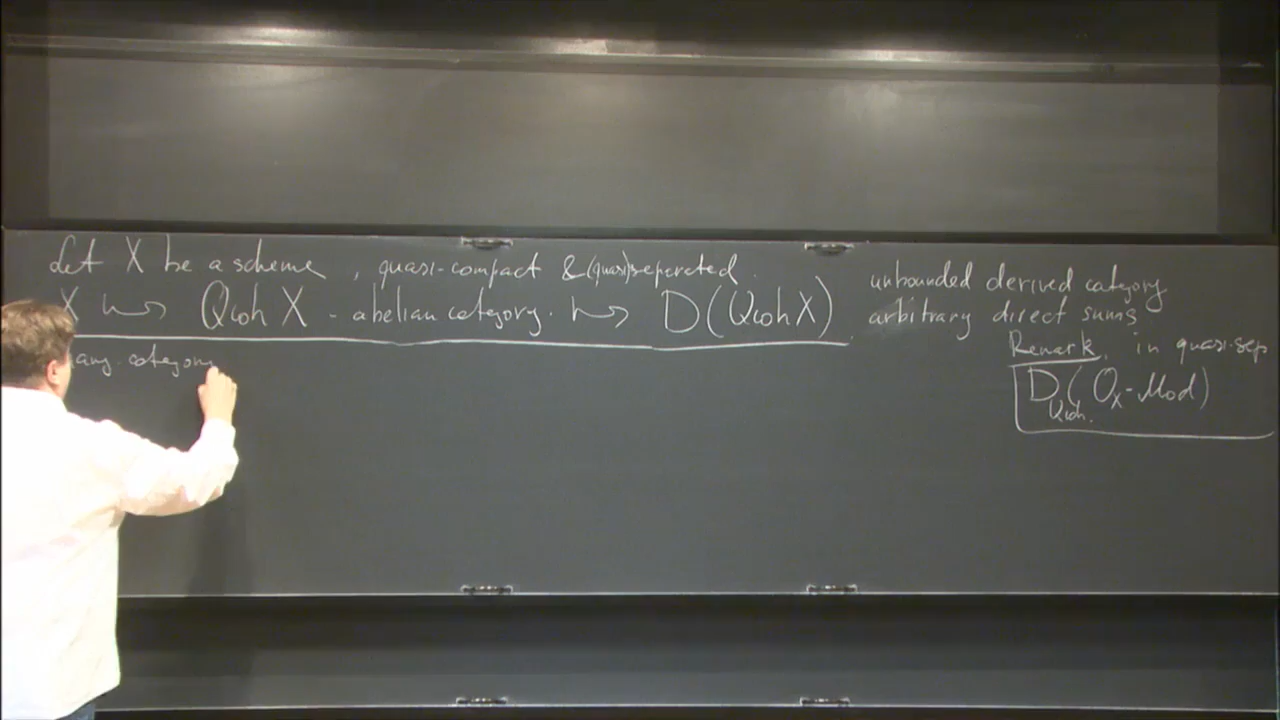 Let X be a scheme, quasi-compact & (quasi)seperated.
X ⇝ Qcoh X - abelian category. ⇝ D(Qcoh X)
unbounded derived category
arbitrary direct sums
Remark. in quasi-sep
D_Qcoh.(O_X-Mod)
category